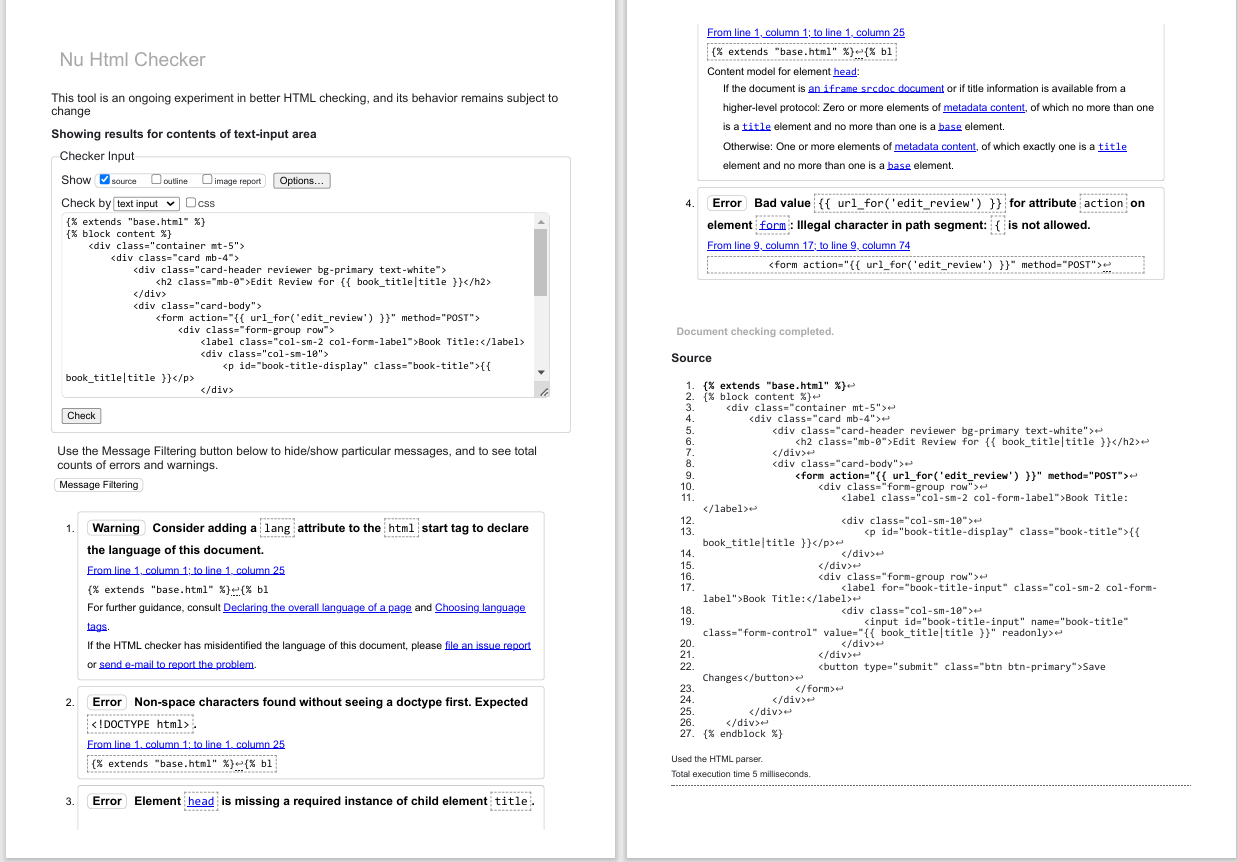 Nu Html Checker
This tool is an ongoing experiment in better HTML checking, and its behavior remains subject to
change
Showing results for contents of text-input area
Checker Input
Show source outline image report Options...
Check by text input css
{% extends "base.html" %}
{% block content %}
<div class="container mt-5">
<div class="card mb-4">
<div class="card-header reviewer bg-primary text-white">
<h2 class="mb-0">Edit Review for {{ book_title|title }}</h2>
</div>
<div class="card-body">
<form action="{{ url_for('edit_review') }}" method="POST">
<div class="form-group row">
<label class="col-sm-2 col-form-label">Book Title:</label>
<div class="col-sm-10">
<p id="book-title-display" class="book-title">{{
book_title|title }}</p>
</div>
Check
Use the Message Filtering button below to hide/show particular messages, and to see total
counts of errors and warnings.
Message Filtering
1. Warning Consider adding a lang attribute to the html start tag to declare
the language of this document.
From line 1, column 1; to line 1, column 25
{% extends "base.html" %}↩{% bl
For further guidance, consult Declaring the overall language of a page and Choosing language
tags.
If the HTML checker has misidentified the language of this document, please file an issue report
or send e-mail to report the problem.
2. Error Non-space characters found without seeing a doctype first. Expected
<!DOCTYPE html>.
From line 1, column 1; to line 1, column 25
{% extends "base.html" %}↩{% bl
3. Error Element head is missing a required instance of child element title.
From line 1, column 1; to line 1, column 25
{% extends "base.html" %}↩{% bl
Content model for element head:
If the document is an iframe srcdoc document or if title information is available from a
higher-level protocol: Zero or more elements of metadata content, of which no more than one
is a title element and no more than one is a base element.
Otherwise: One or more elements of metadata content, of which exactly one is a title
element and no more than one is a base element.
4. Error Bad value {{ url_for('edit_review') }} for attribute action on
element form: Illegal character in path segment: { is not allowed.
From line 9, column 17; to line 9, column 74
<form action="{{ url_for('edit_review') }}" method="POST">↩
Document checking completed.
Source
1. {% extends "base.html" %}↩
2. {% block content %}↩
3. <div class="container mt-5">↩
4. <div class="card mb-4">↩
5. <div class="card-header reviewer bg-primary text-white">↩
6. <h2 class="mb-0">Edit Review for {{ book_title|title }}</h2>↩
7. </div>↩
8. <div class="card-body">↩
9. <form action="{{ url_for('edit_review') }}" method="POST">↩
10. <div class="form-group row">↩
11. <label class="col-sm-2 col-form-label">Book Title:
</label>↩
12. <div class="col-sm-10">↩
13. <p id="book-title-display" class="book-title">{{
book_title|title }}</p>↩
14. </div>↩
15. </div>↩
16. <div class="form-group row">↩
17. <label for="book-title-input" class="col-sm-2 col-form-
label">Book Title:</label>↩
18. <div class="col-sm-10">↩
19. <input id="book-title-input" name="book-title"
class="form-control" value="{{ book_title|title }}" readonly>↩
20. </div>↩
21. </div>↩
22. <button type="submit" class="btn btn-primary">Save
Changes</button>↩
23. </form>↩
24. </div>↩
25. </div>↩
26. </div>↩
27. {% endblock %}
Used the HTML parser.
Total execution time 5 milliseconds.